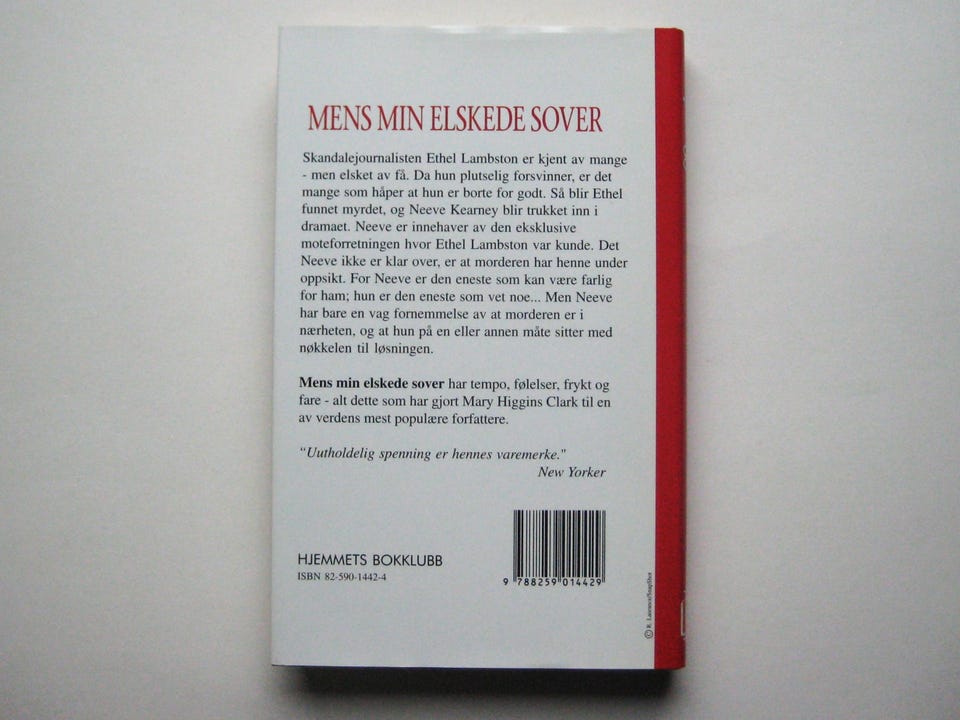 MENS MIN ELSKEDE SOVER
Skandalejournalisten Ethel Lambston er kjent av mange
- men elsket av få. Da hun plutselig forsvinner, er det
mange som håper at hun er borte for godt. Så blir Ethel
funnet myrdet, og Neeve Kearney blir trukket inn i
dramaet. Neeve er innehaver av den eksklusive
moteforretningen hvor Ethel Lambston var kunde. Det
Neeve ikke er klar over, er at morderen har henne under
oppsikt. For Neeve er den eneste som kan være farlig
for ham; hun er den eneste som vet noe... Men Neeve
har bare en vag fornemmelse av at morderen er i
nærheten, og at hun på en eller annen måte sitter med
nøkkelen til løsningen.
Mens min elskede sover har tempo, følelser, frykt og
fare - alt dette som har gjort Mary Higgins Clark til en
av verdens mest populære forfattere.
"Uutholdelig spenning er hennes varemerke."
New Yorker
HJEMMETS BOKKLUBB
ISBN 82-590-1442-4
9 788259 014429